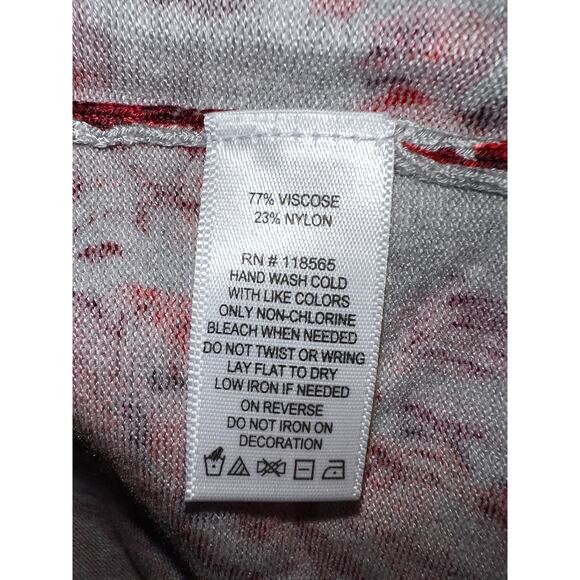 77% VISCOSE
23% NYLON
RN # 118565
HAND WASH COLD
WITH LIKE COLORS
ONLY NON-CHLORINE
BLEACH WHEN NEEDED
DO NOT TWIST OR WRING
LAY FLAT TO DRY
LOW IRON IF NEEDED
ON REVERSE
DO NOT IRON ON
DECORATION